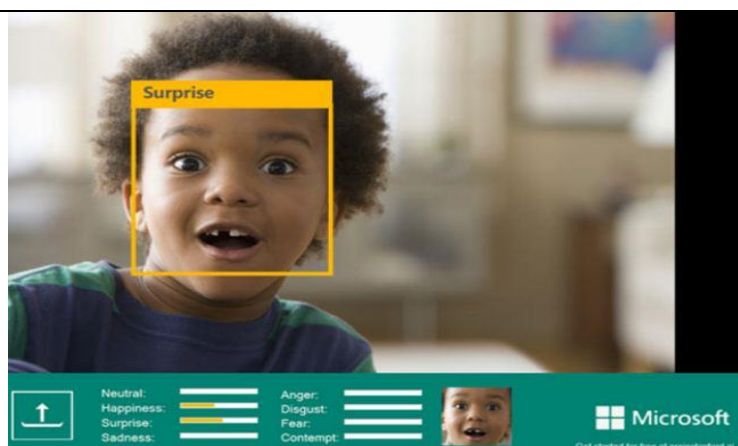 Surprise
Neutral:
Happiness:
Surprise:
Sadness:
Anger:
Disgust:
Fear:
Contempt:
Microsoft